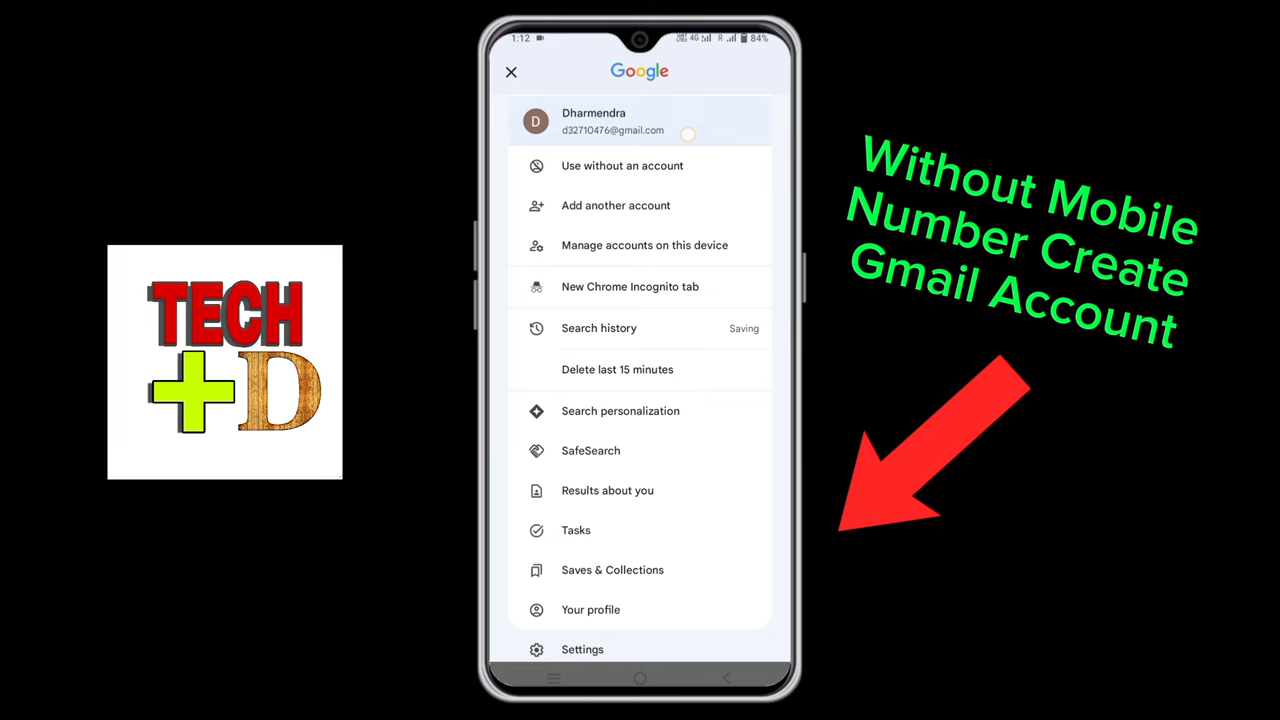 1:12 4G R 84%
Google
Dharmendra
D
d32710476@gmail.com
Use without an account
Add another account
Manage accounts on this device
New Chrome Incognito tab
Search history Saving
Delete last 15 minutes
Search personalization
SafeSearch
Results about you
Tasks
Saves & Collections
Your profile
Settings
TECH
+D
Without Mobile
Number Create
Gmail Account